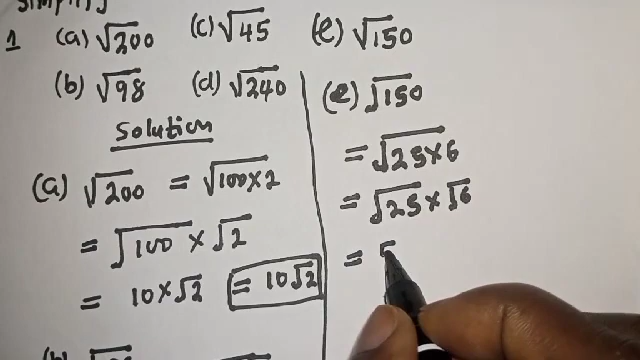 Simplify
1 (a) √200 (c) √45 (e) √150
(b) √98 (d) √240
Solution
(a) √200 = √100×2
= √100 × √2
= 10×√2 = 10√2
(e) √150
= √25×6
= √25 × √6
= 5